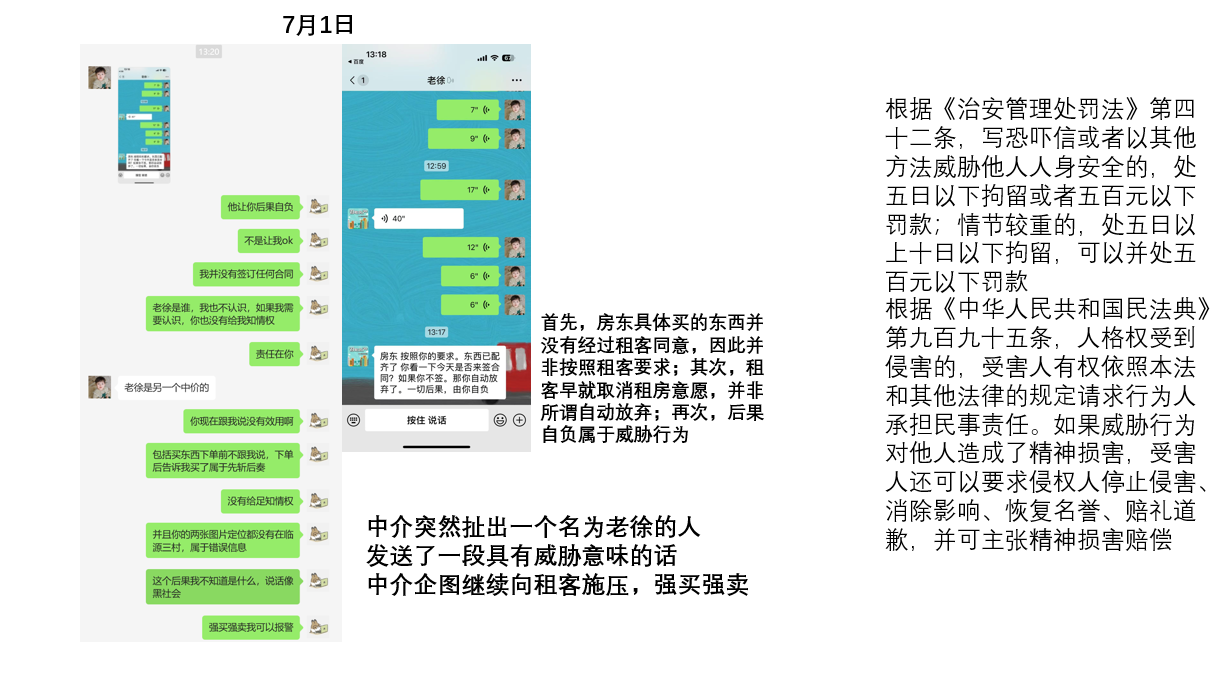 7月1日
13:20
他让你后果自负
不是让我ok
我并没有签订任何合同
老徐是谁，我也不认识，如果我需
要认识，你也没有给我知情权
责任在你
老徐是另一个中价的
你现在跟我说没有效用啊
包括买东西下单前不跟我说，下单
后告诉我买了属于先斩后奏
没有给足知情权
并且你的两张图片定位都没有在临
源三村，属于错误信息
这个后果我不知道是什么，说话像
黑社会
强买强卖我可以报警
13:18
百度
1
老徐
7"
9"
12:59
17"
40"
12"
6"
6"
13:17
房东 按照你的要求。东西已配
齐了 你看一下今天是否来签合
同？如果你不签。那你自动放
弃了。一切后果，由你自负
按住 说话
首先，房东具体买的东西并
没有经过租客同意，因此并
非按照租客要求；其次，租
客早就取消租房意愿，并非
所谓自动放弃；再次，后果
自负属于威胁行为
中介突然扯出一个名为老徐的人
发送了一段具有威胁意味的话
中介企图继续向租客施压，强买强卖
根据《治安管理处罚法》第四
十二条，写恐吓信或者以其他
方法威胁他人人身安全的，处
五日以下拘留或者五百元以下
罚款；情节较重的，处五日以
上十日以下拘留，可以并处五
百元以下罚款
根据《中华人民共和国民法典》
第九百九十五条，人格权受到
侵害的，受害人有权依照本法
和其他法律的规定请求行为人
承担民事责任。如果威胁行为
对他人造成了精神损害，受害
人还可以要求侵权人停止侵害、
消除影响、恢复名誉、赔礼道
歉，并可主张精神损害赔偿